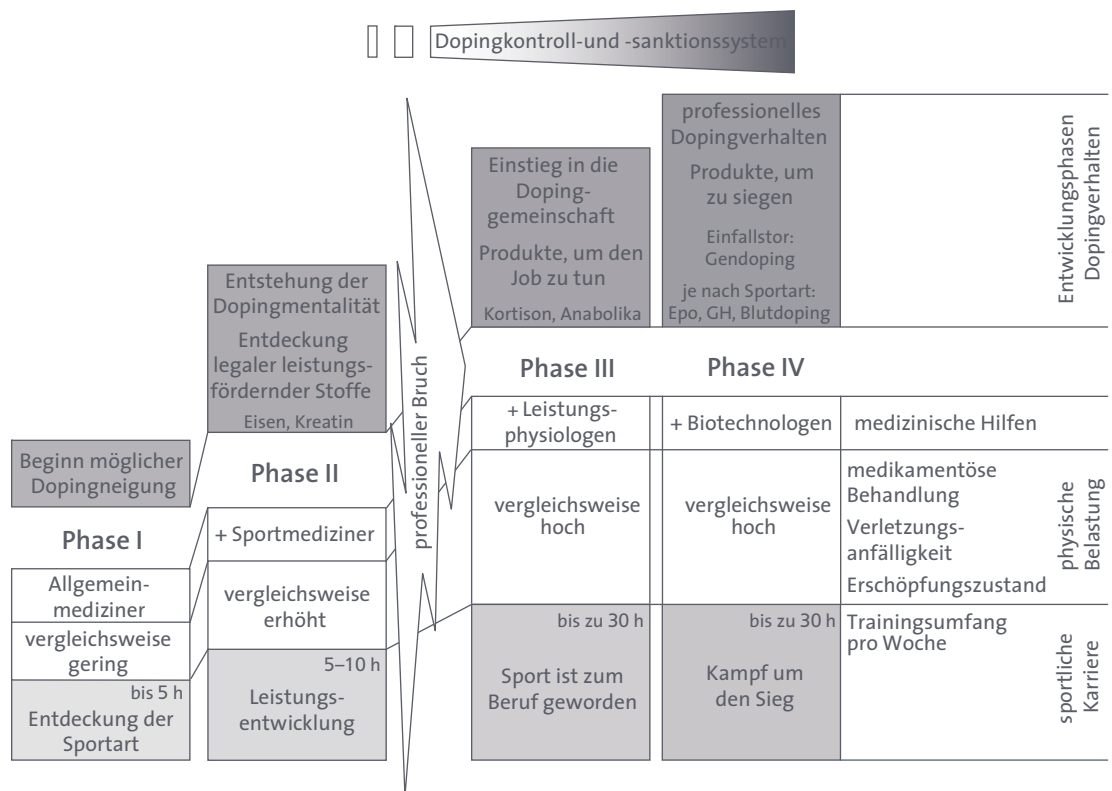 Dopingkontroll-und -sanktionssystem
Beginn möglicher
Dopingneigung
Phase I
Allgemein-
mediziner
vergleichsweise
gering
bis 5 h
Entdeckung der
Sportart
Entstehung der
Dopingmentalität
Entdeckung
legaler leistungs-
fördernder Stoffe
Eisen, Kreatin
Phase II
+ Sportmediziner
vergleichsweise
erhöht
5–10 h
Leistungs-
entwicklung
professioneller Bruch
Einstieg in die
Doping-
gemeinschaft
Produkte, um den
Job zu tun
Kortison, Anabolika
Phase III
+ Leistungs-
physiologen
vergleichsweise
hoch
bis zu 30 h
Sport ist zum
Beruf geworden
professionelles
Dopingverhalten
Produkte, um
zu siegen
Einfallstor:
Gendoping
je nach Sportart:
Epo, GH, Blutdoping
Phase IV
+ Biotechnologen
vergleichsweise
hoch
bis zu 30 h
Kampf um
den Sieg
medizinische Hilfen
medikamentöse
Behandlung
Verletzungs-
anfälligkeit
Erschöpfungszustand
Trainingsumfang
pro Woche
Entwicklungsphasen
Dopingverhalten
physische
Belastung
sportliche
Karriere